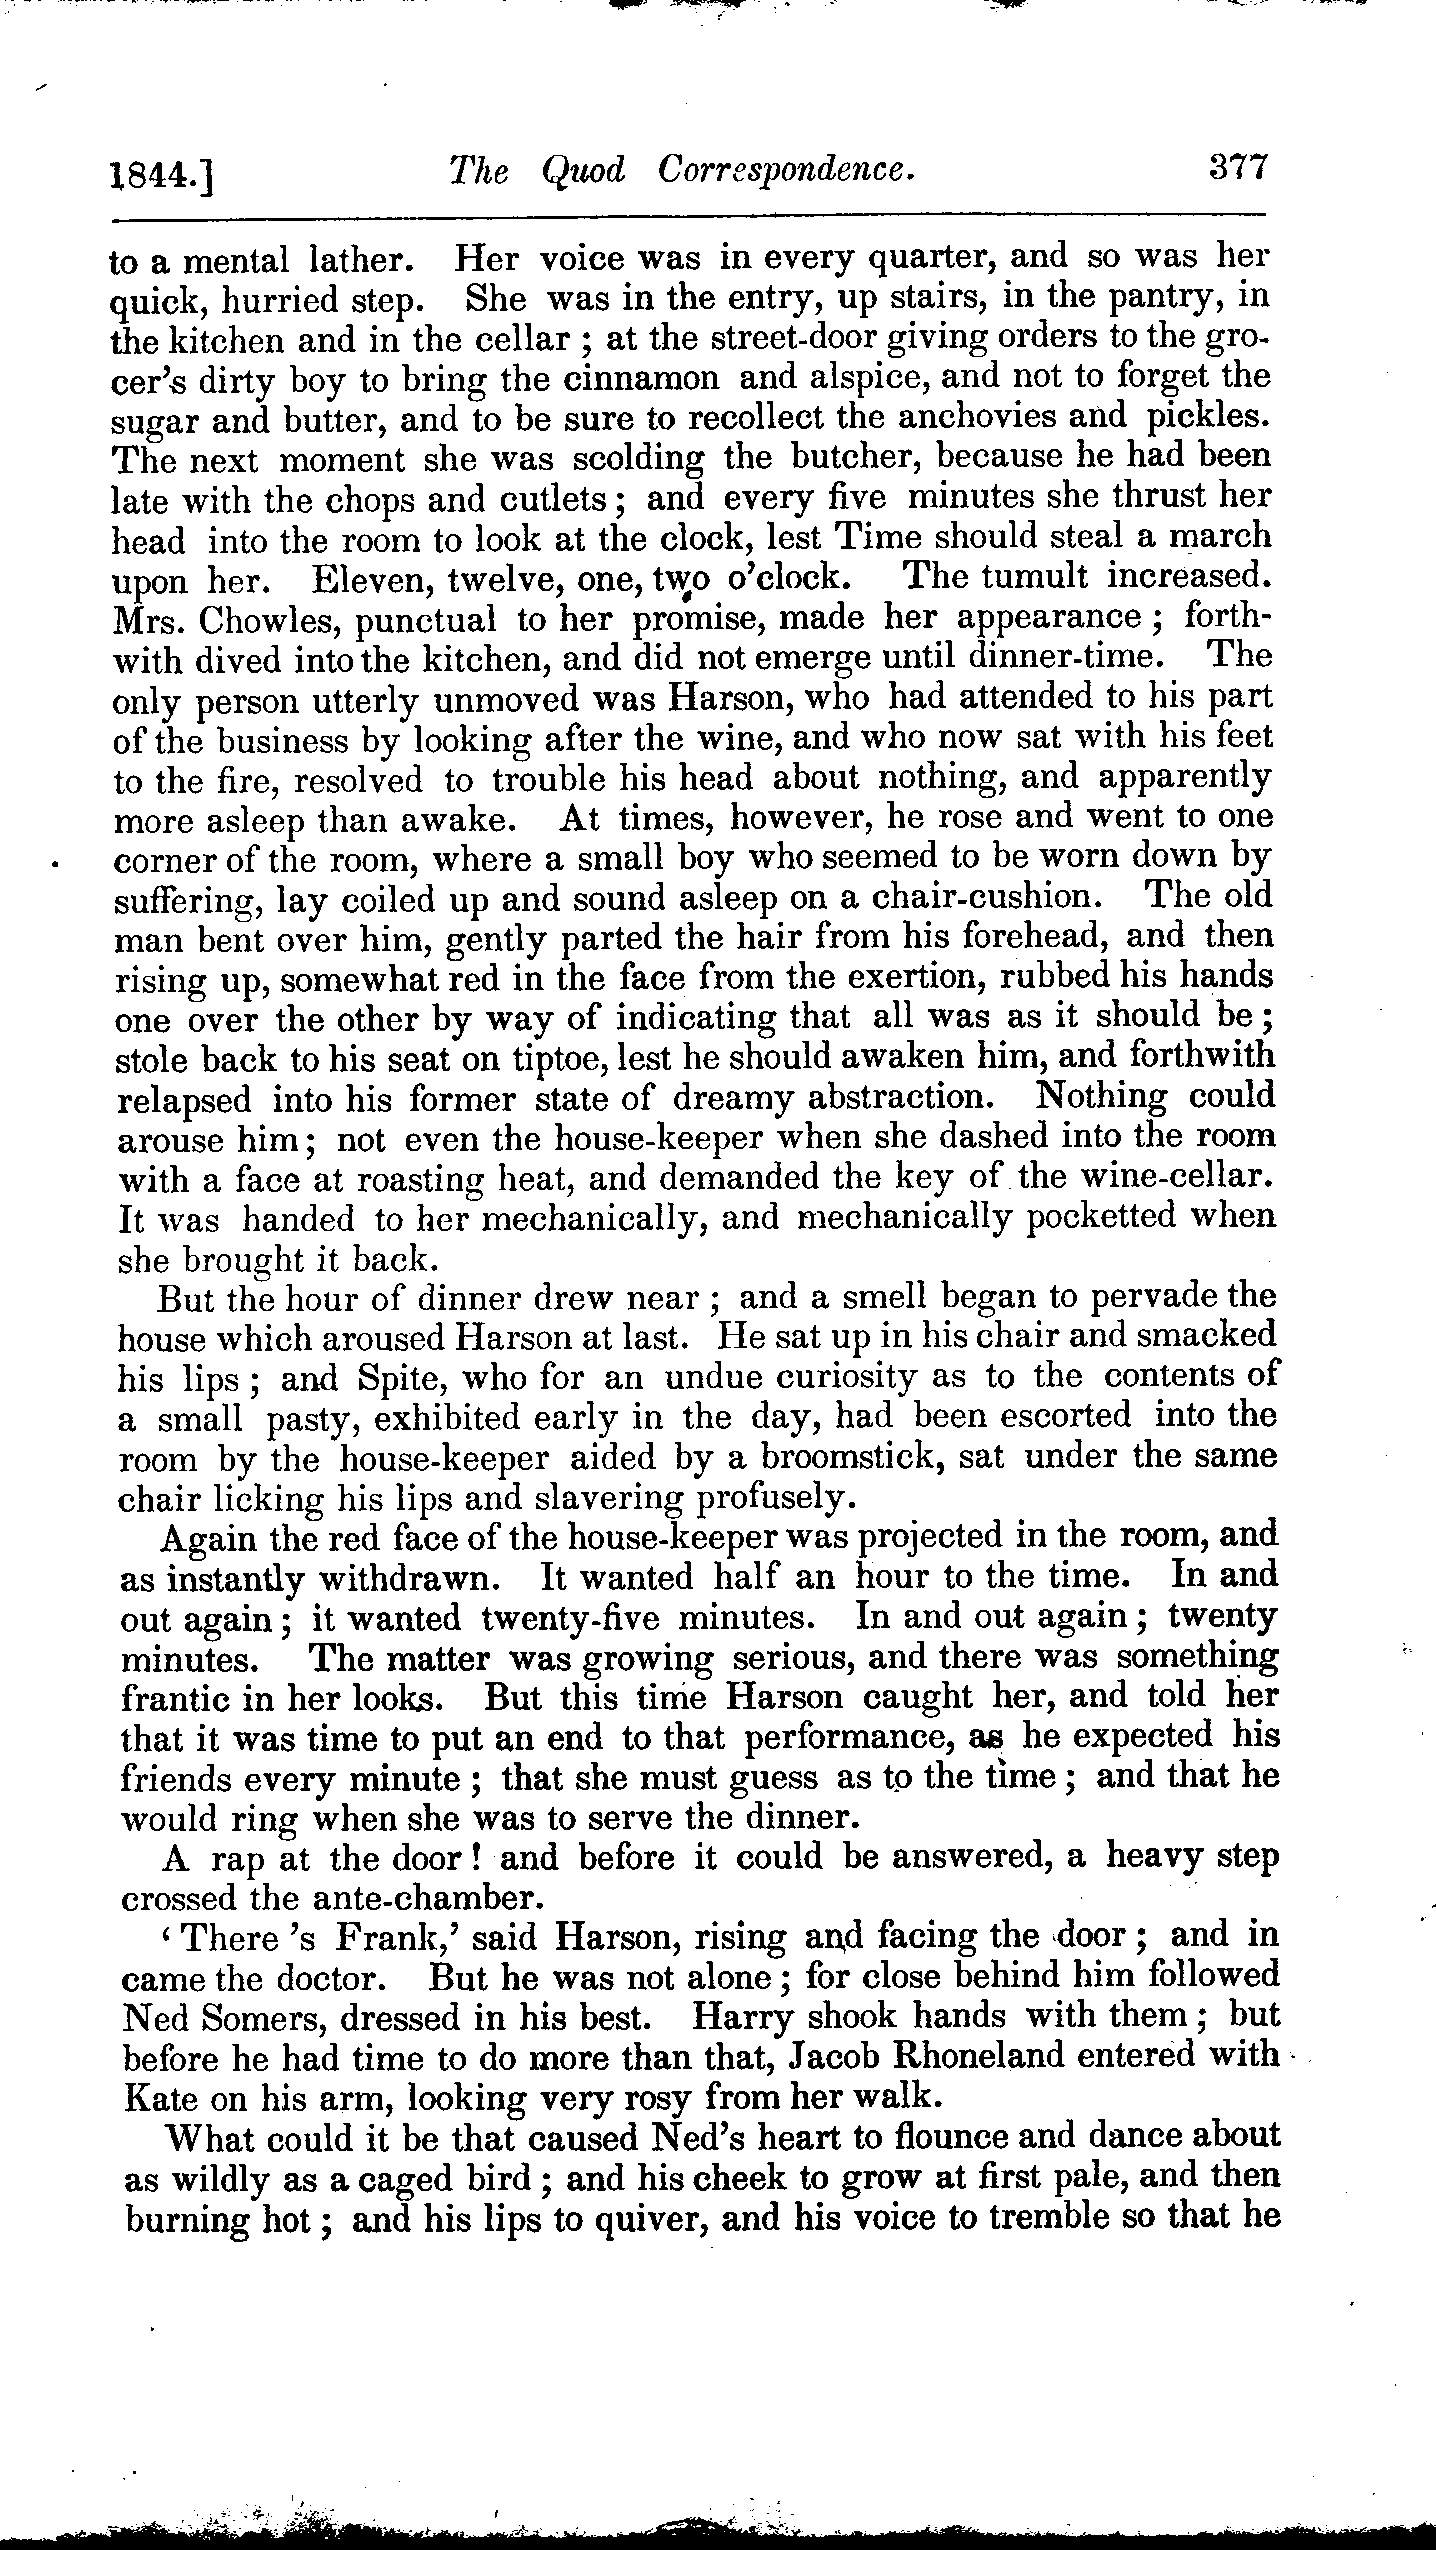 1844.] The Quod Correspondence. 377
to a mental lather. Her voice was in every quarter, and so was her
quick, hurried step. She was in the entry, up stairs, in the pantry, in
the kitchen and in the cellar ; at the street-door giving orders to the gro-
cer's dirty boy to bring the cinnamon and alspice, and not to forget the
sugar and butter, and to be sure to recollect the anchovies and pickles.
The next moment she was scolding the butcher, because he had been
late with the chops and cutlets ; and every five minutes she thrust her
head into the room to look at the clock, lest Time should steal a march
upon her. Eleven, twelve, one, two o'clock. The tumult increased.
Mrs. Chowles, punctual to her promise, made her appearance ; forth-
with dived into the kitchen, and did not emerge until dinner-time. The
only person utterly unmoved was Harson, who had attended to his part
of the business by looking after the wine, and who now sat with his feet
to the fire, resolved to trouble his head about nothing, and apparently
more asleep than awake. At times, however, he rose and went to one
corner of the room, where a small boy who seemed to be worn down by
suffering, lay coiled up and sound asleep on a chair-cushion. The old
man bent over him, gently parted the hair from his forehead, and then
rising up, somewhat red in the face from the exertion, rubbed his hands
one over the other by way of indicating that all was as it should be ;
stole back to his seat on tiptoe, lest he should awaken him, and forthwith
relapsed into his former state of dreamy abstraction. Nothing could
arouse him ; not even the house-keeper when she dashed into the room
with a face at roasting heat, and demanded the key of the wine-cellar.
It was handed to her mechanically, and mechanically pocketted when
she brought it back.
But the hour of dinner drew near ; and a smell began to pervade the
house which aroused Harson at last. He sat up in his chair and smacked
his lips ; and Spite, who for an undue curiosity as to the contents of
a small pasty, exhibited early in the day, had been escorted into the
room by the house-keeper aided by a broomstick, sat under the same
chair licking his lips and slavering profusely.
Again the red face of the house-keeper was projected in the room, and
as instantly withdrawn. It wanted half an hour to the time. In and
out again ; it wanted twenty-five minutes. In and out again ; twenty
minutes. The matter was growing serious, and there was something
frantic in her looks. But this time Harson caught her, and told her
that it was time to put an end to that performance, as he expected his
friends every minute ; that she must guess as to the time ; and that he
would ring when she was to serve the dinner.
A rap at the door ! and before it could be answered, a heavy step
crossed the ante-chamber.
‘ There 's Frank,’ said Harson, rising and facing the door ; and in
came the doctor. But he was not alone ; for close behind him followed
Ned Somers, dressed in his best. Harry shook hands with them ; but
before he had time to do more than that, Jacob Rhoneland entered with
Kate on his arm, looking very rosy from her walk.
What could it be that caused Ned's heart to flounce and dance about
as wildly as a caged bird ; and his cheek to grow at first pale, and then
burning hot ; and his lips to quiver, and his voice to tremble so that he